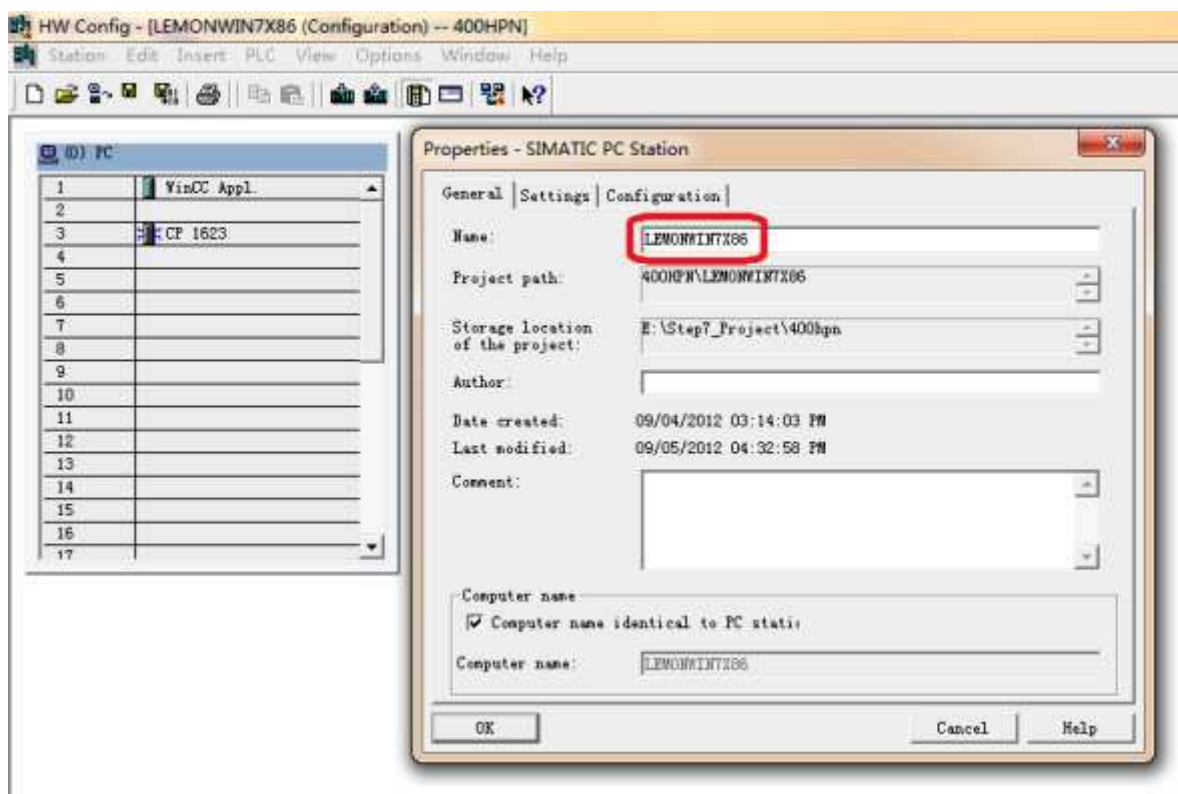 HW Config - [LEMONWIN7X86 (Configuration) -- 400HPN]
Station Edit Insert PLC View Options Window Help
(0) PC
1 WinCC Appl.
2
3 CP 1623
4
5
6
7
8
9
10
11
12
13
14
15
16
17
Properties - SIMATIC PC Station
General Settings Configuration
Name: LEMONWIN7X86
Project path: 400HPN\LEMONWIN7X86
Storage location E:\Step7_Project\400hpn
of the project:
Author:
Date created: 09/04/2012 03:14:03 PM
Last modified: 09/05/2012 04:32:58 PM
Comment:
Computer name
Computer name identical to PC static
Computer name: LEMONWIN7X86
OK Cancel Help